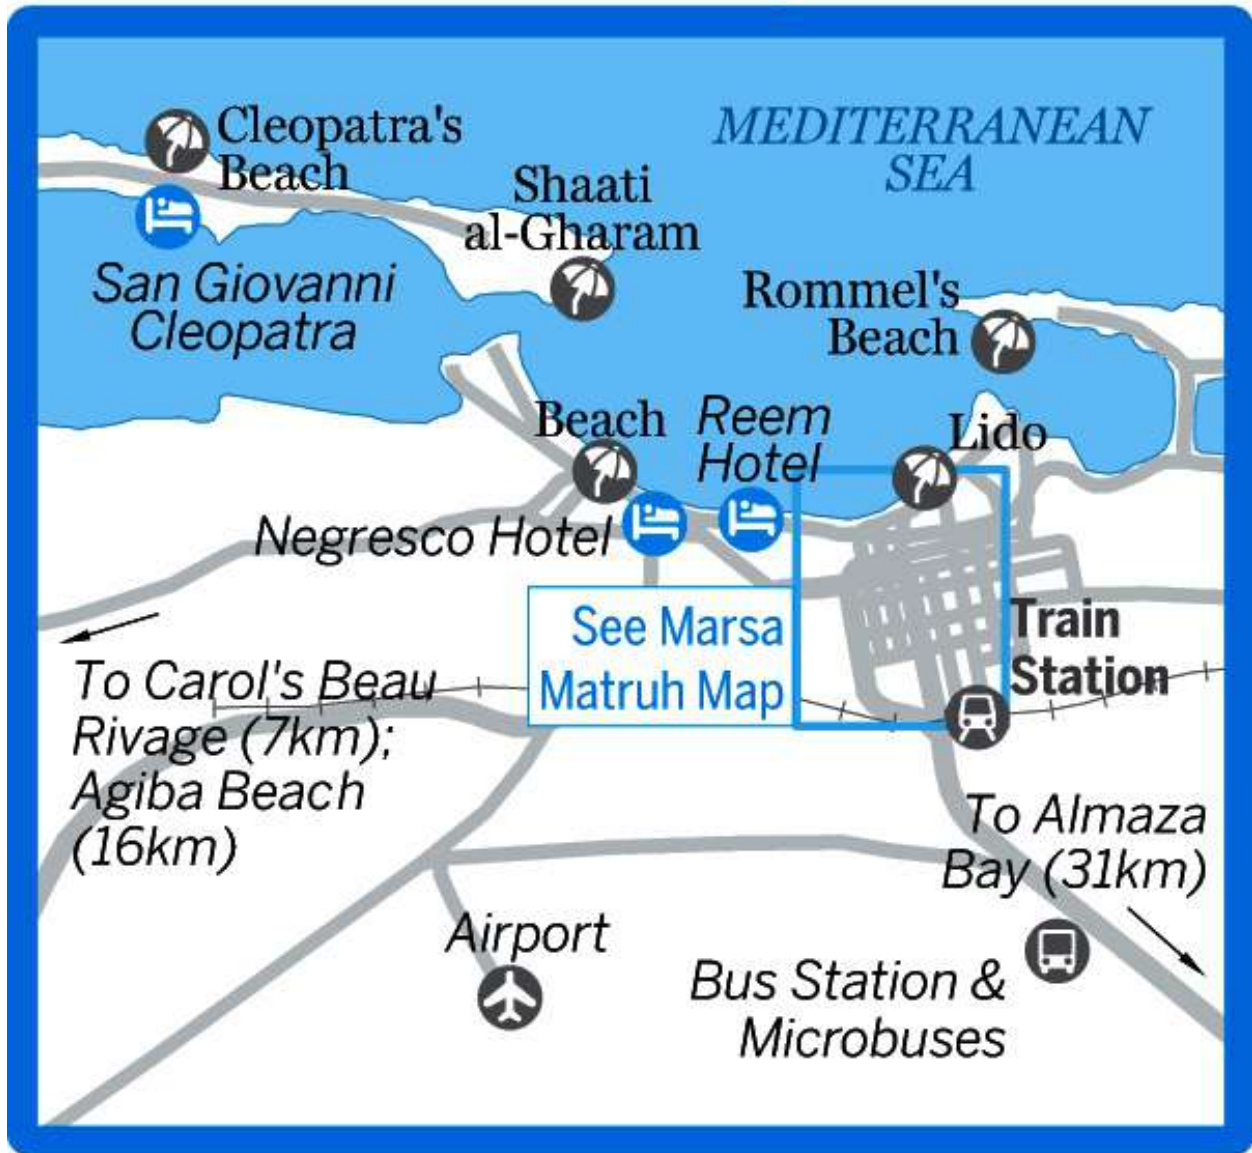 Cleopatra's
Beach
MEDITERRANEAN
SEA
Shaati
al-Gharam
San Giovanni
Cleopatra
Rommel's
Beach
Beach
Reem
Hotel
Lido
Negresco Hotel
See Marsa
Matruh Map
Train
Station
To Carol's Beau
Rivage (7km);
Agiba Beach
(16km)
To Almaza
Bay (31km)
Airport
Bus Station &
Microbuses